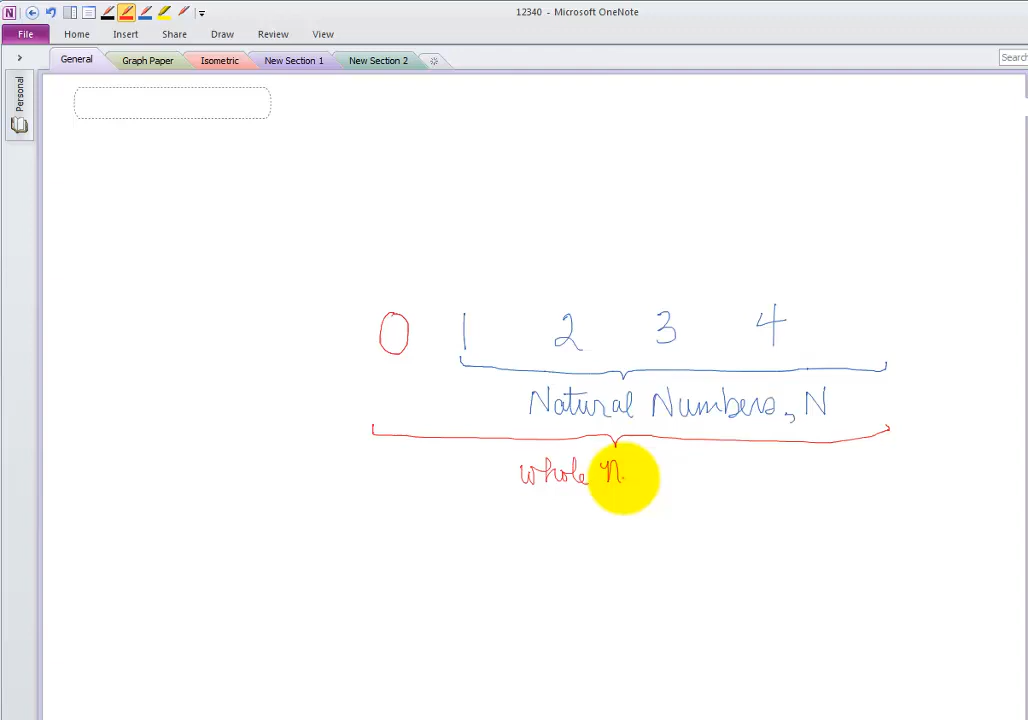 12340 - Microsoft OneNote
File Home Insert Share Draw Review View
General Graph Paper Isometric New Section 1 New Section 2 Search
Personal
0 1 2 3 4
Natural Numbers, N
whole n